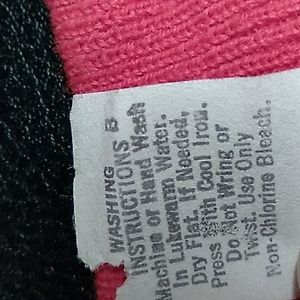 B
WASHING
INSTRUCTIONS
Machine or Hand Wash
In Lukewarm Water.
Dry Flat. If Needed,
Press With Cool Iron.
Do Not Wring or
Twist. Use Only
Non-Chlorine Bleach.